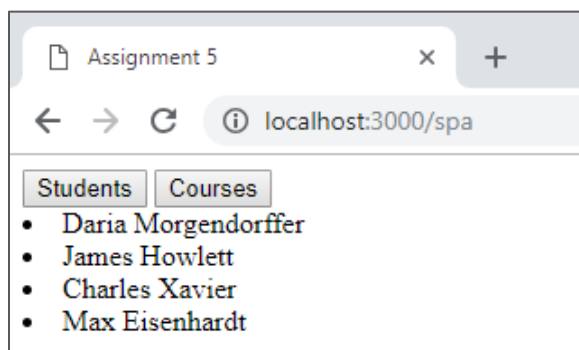 Assignment 5
localhost:3000/spa
Students Courses
Daria Morgendorffer
James Howlett
Charles Xavier
Max Eisenhardt